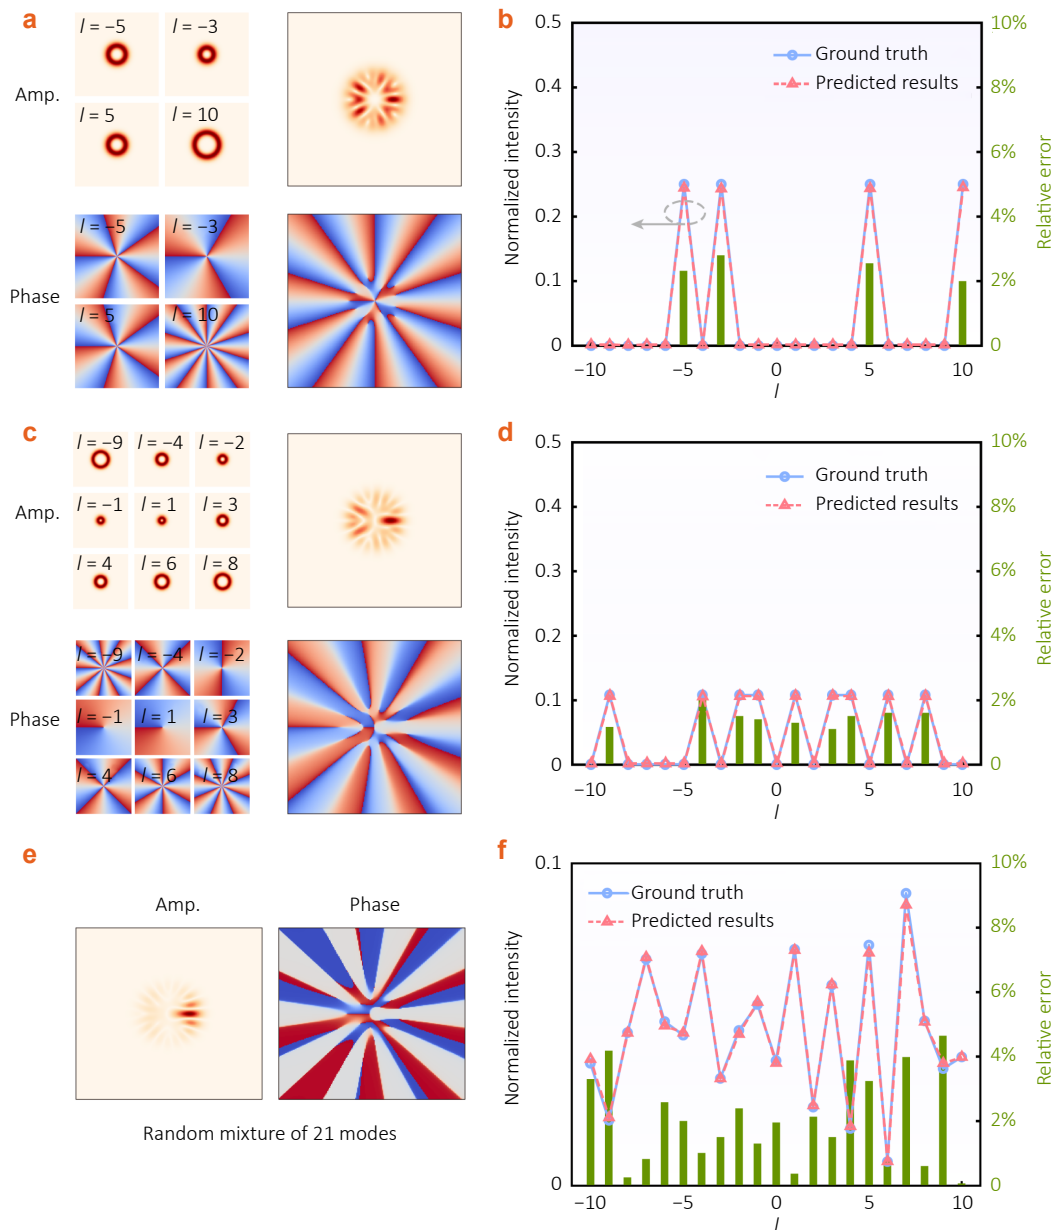 a
Amp.
l = −5
l = −3
l = 5
l = 10
Phase
l = −5
l = −3
l = 5
l = 10
b
Normalized intensity
0.5
0.4
0.3
0.2
0.1
0
Ground truth
Predicted results
10%
8%
6%
4%
2%
0
Relative error
−10
−5
0
5
10
l
c
Amp.
l = −9
l = −4
l = −2
l = −1
l = 1
l = 3
l = 4
l = 6
l = 8
Phase
l = −9
l = −4
l = −2
l = −1
l = 1
l = 3
l = 4
l = 6
l = 8
d
Normalized intensity
0.5
0.4
0.3
0.2
0.1
0
Ground truth
Predicted results
10%
8%
6%
4%
2%
0
Relative error
−10
−5
0
5
10
l
e
Amp.
Phase
Random mixture of 21 modes
f
Normalized intensity
0.1
0
Ground truth
Predicted results
10%
8%
6%
4%
2%
0
Relative error
−10
−5
0
5
10
l